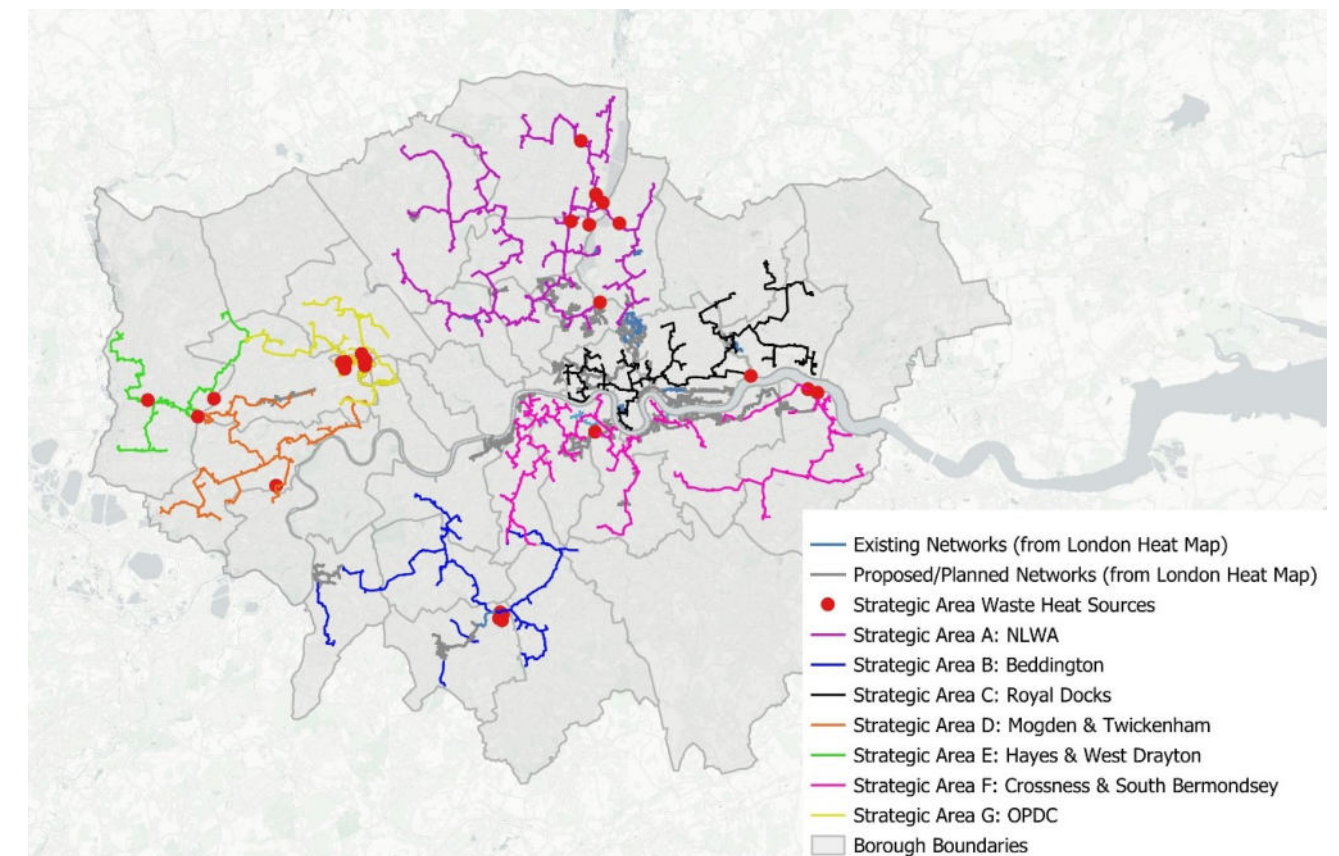 Existing Networks (from London Heat Map)
Proposed/Planned Networks (from London Heat Map)
Strategic Area Waste Heat Sources
Strategic Area A: NLWA
Strategic Area B: Beddington
Strategic Area C: Royal Docks
Strategic Area D: Mogden & Twickenham
Strategic Area E: Hayes & West Drayton
Strategic Area F: Crossness & South Bermondsey
Strategic Area G: OPDC
Borough Boundaries